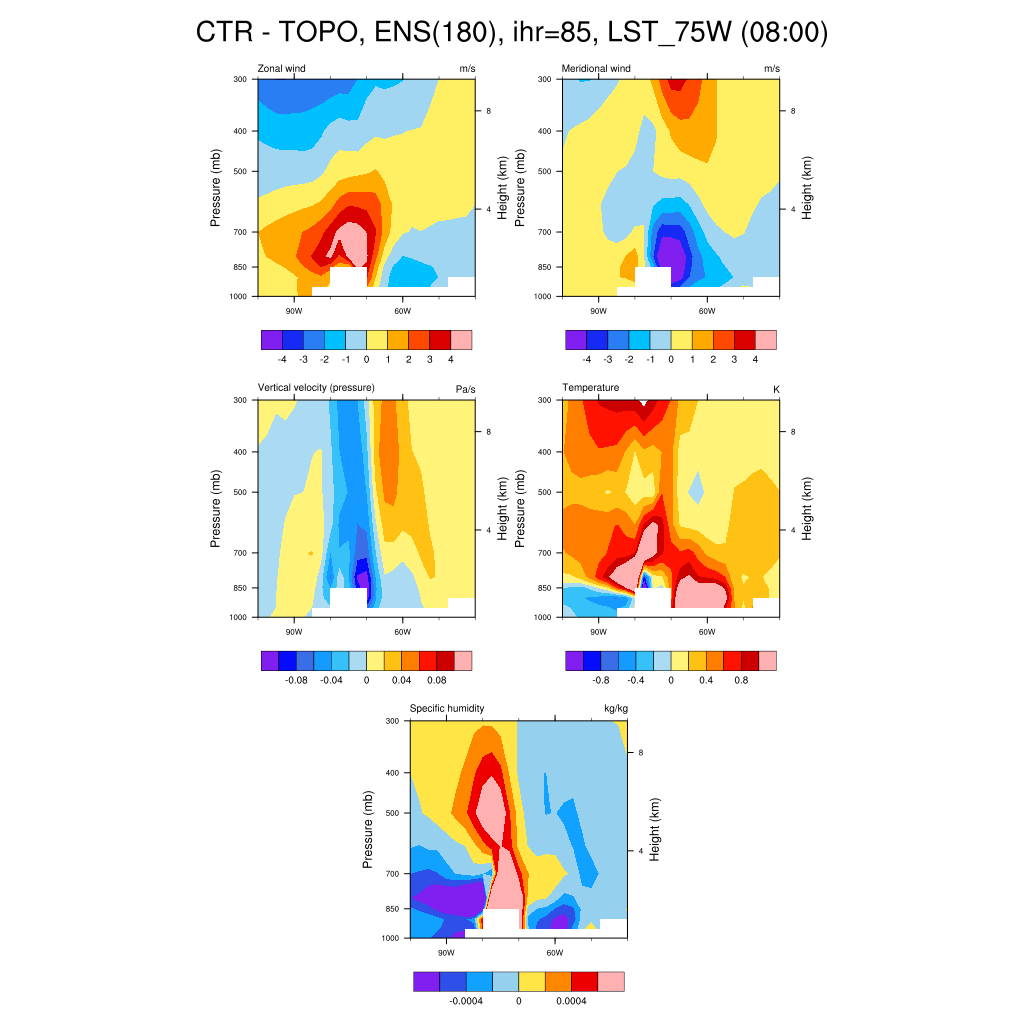 CTR - TOPO, ENS(180), ihr=85, LST_75W (08:00)
Zonal wind m/s
Pressure (mb)
300
400
500
700
850
1000
8
4
Height (km)
90W 60W
-4 -3 -2 -1 0 1 2 3 4
Meridional wind m/s
Pressure (mb)
300
400
500
700
850
1000
8
4
Height (km)
90W 60W
-4 -3 -2 -1 0 1 2 3 4
Vertical velocity (pressure) Pa/s
Pressure (mb)
300
400
500
700
850
1000
8
4
Height (km)
90W 60W
-0.08 -0.04 0 0.04 0.08
Temperature K
Pressure (mb)
300
400
500
700
850
1000
8
4
Height (km)
90W 60W
-0.8 -0.4 0 0.4 0.8
Specific humidity kg/kg
Pressure (mb)
300
400
500
700
850
1000
8
4
Height (km)
90W 60W
-0.0004 0 0.0004